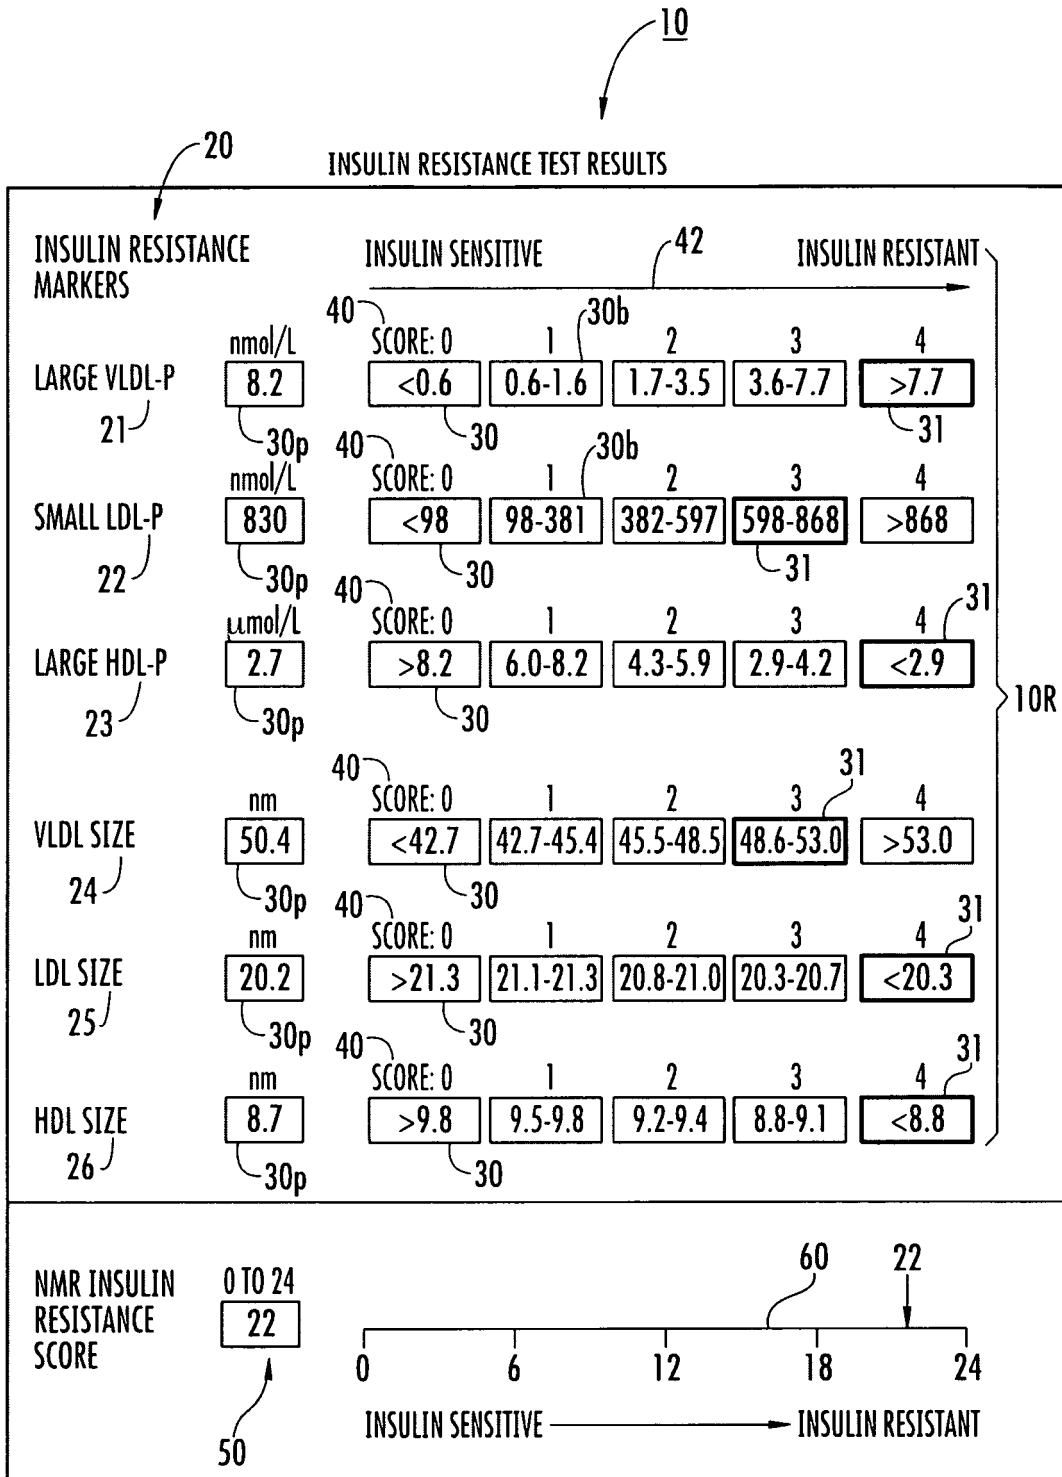 10
20
INSULIN RESISTANCE TEST RESULTS
INSULIN RESISTANCE MARKERS
INSULIN SENSITIVE
42
INSULIN RESISTANT
40
30b
nmol/L
SCORE: 0 1 2 3 4
LARGE VLDL-P 8.2 <0.6 0.6-1.6 1.7-3.5 3.6-7.7 >7.7
21 30p 30 31
40 30b
nmol/L SCORE: 0 1 2 3 4
SMALL LDL-P 830 <98 98-381 382-597 598-868 >868
22 30p 30 31
40 31
µmol/L SCORE: 0 1 2 3 4
LARGE HDL-P 2.7 >8.2 6.0-8.2 4.3-5.9 2.9-4.2 <2.9
10R
23 30p 30
40 31
nm SCORE: 0 1 2 3 4
VLDL SIZE 50.4 <42.7 42.7-45.4 45.5-48.5 48.6-53.0 >53.0
24 30p 30
40 31
nm SCORE: 0 1 2 3 4
LDL SIZE 20.2 >21.3 21.1-21.3 20.8-21.0 20.3-20.7 <20.3
25 30p 30
40 31
nm SCORE: 0 1 2 3 4
HDL SIZE 8.7 >9.8 9.5-9.8 9.2-9.4 8.8-9.1 <8.8
26 30p 30
NMR INSULIN
RESISTANCE
SCORE
0 TO 24
22
50
60 22
0 6 12 18 24
INSULIN SENSITIVE INSULIN RESISTANT